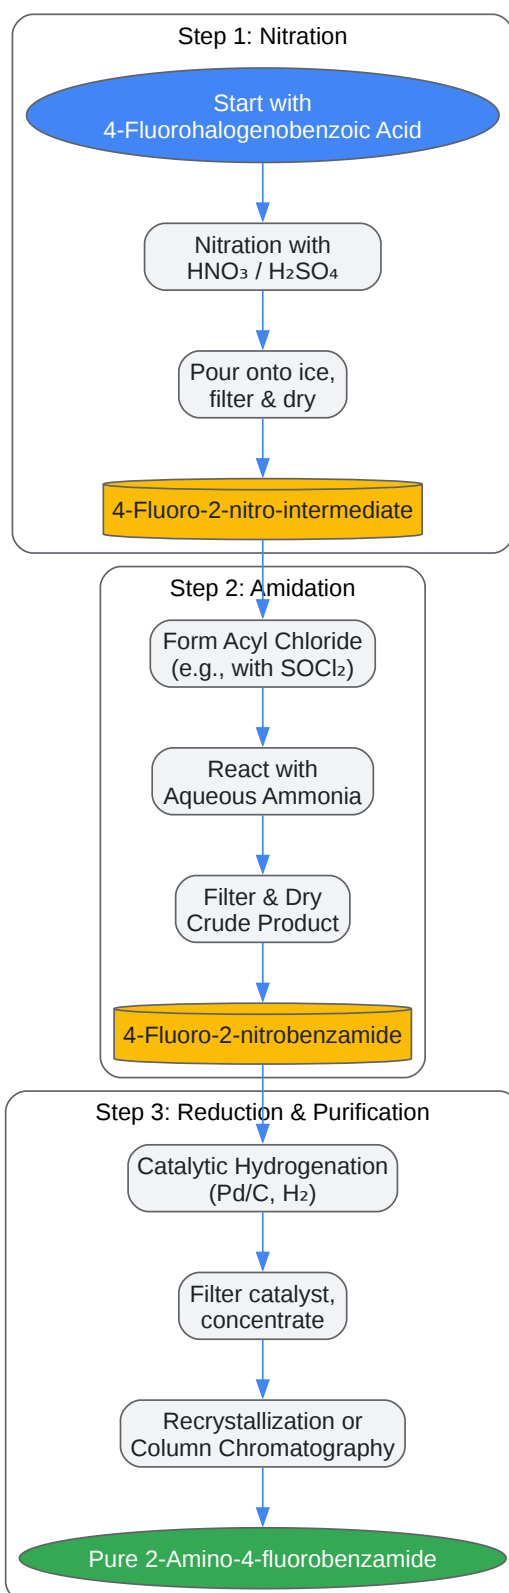 Step 1: Nitration
Start with
4-Fluorohalogenobenzoic Acid
Nitration with
HNO₃ / H₂SO₄
Pour onto ice,
filter & dry
4-Fluoro-2-nitro-intermediate
Step 2: Amidation
Form Acyl Chloride
(e.g., with SOCl₂)
React with
Aqueous Ammonia
Filter & Dry
Crude Product
4-Fluoro-2-nitrobenzamide
Step 3: Reduction & Purification
Catalytic Hydrogenation
(Pd/C, H₂)
Filter catalyst,
concentrate
Recrystallization or
Column Chromatography
Pure 2-Amino-4-fluorobenzamide